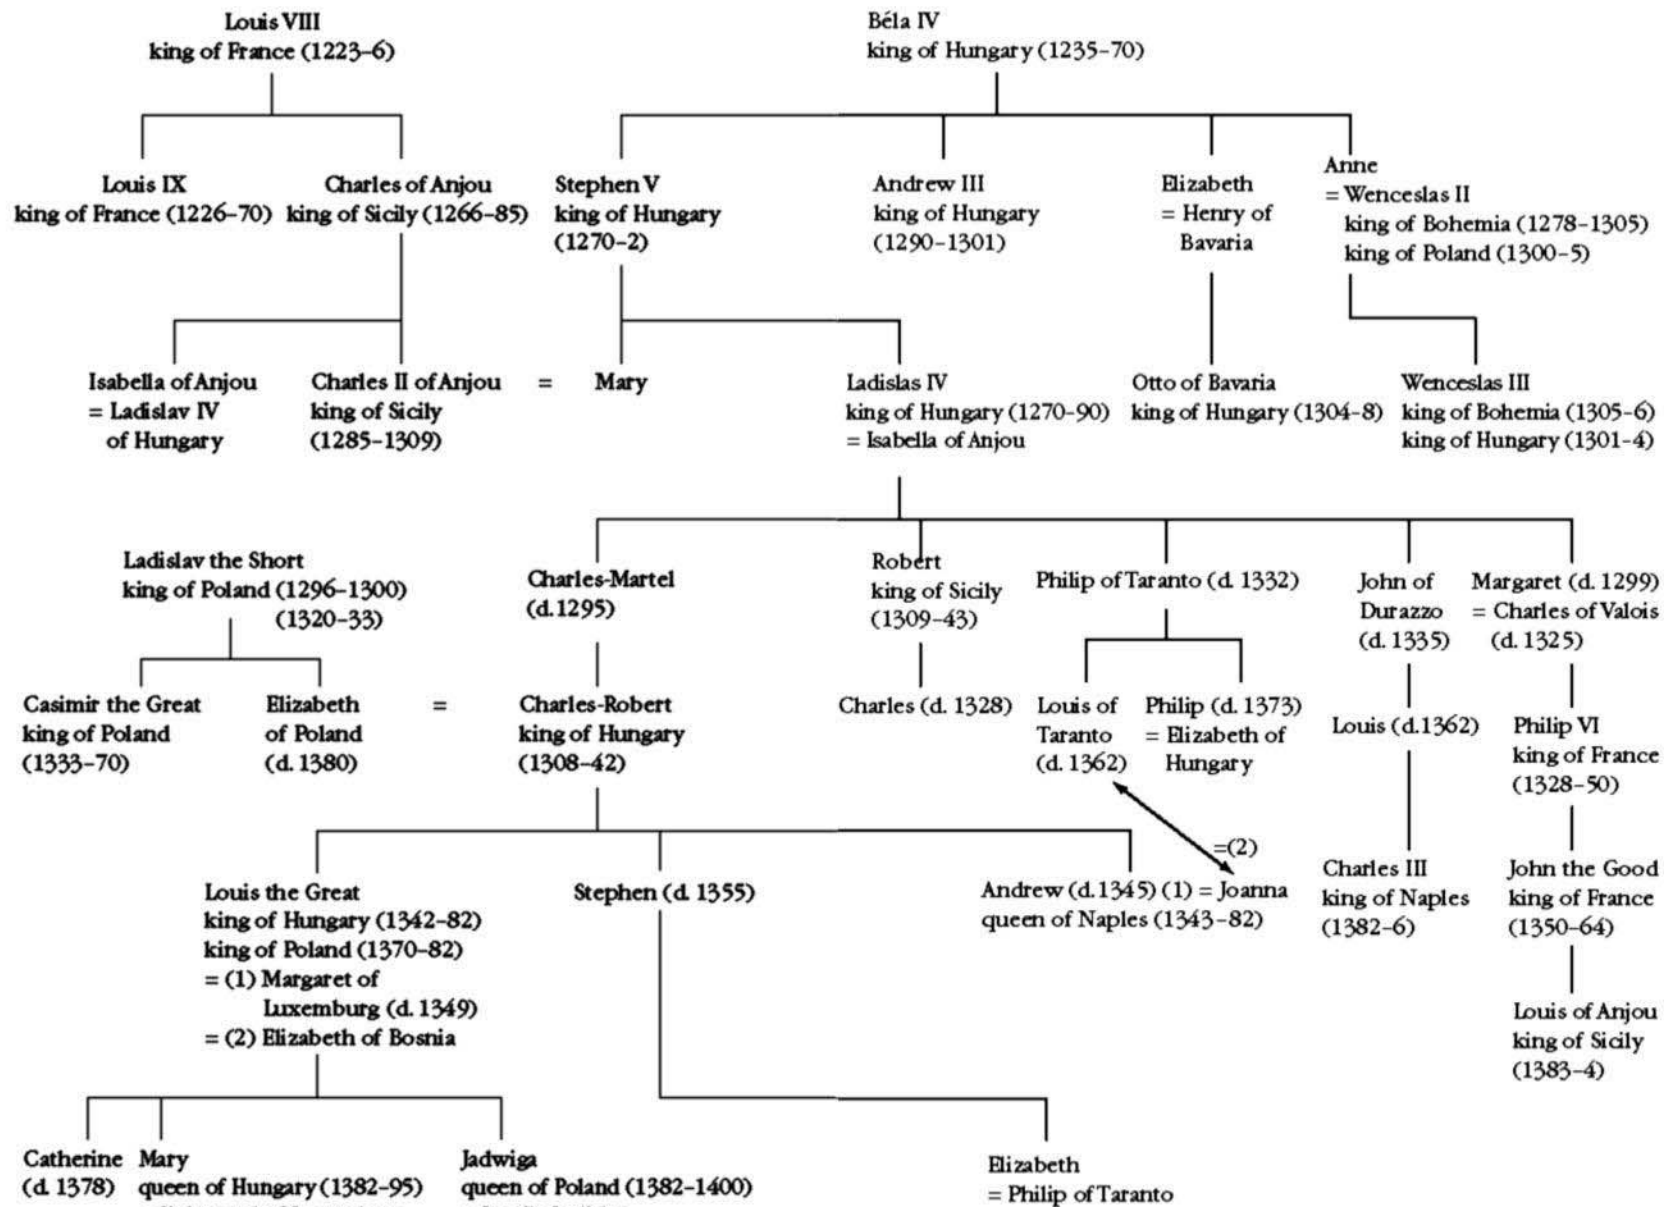 Louis VIII
king of France (1223–6)
Béla IV
king of Hungary (1235–70)
Louis IX
king of France (1226–70)
Charles of Anjou
king of Sicily (1266–85)
Stephen V
king of Hungary
(1270–2)
Andrew III
king of Hungary
(1290–1301)
Elizabeth
= Henry of
Bavaria
Anne
= Wenceslas II
king of Bohemia (1278–1305)
king of Poland (1300–5)
Isabella of Anjou
= Ladislav IV
of Hungary
Charles II of Anjou
king of Sicily
(1285–1309)
=
Mary
Ladislas IV
king of Hungary (1270–90)
= Isabella of Anjou
Otto of Bavaria
king of Hungary (1304–8)
Wenceslas III
king of Bohemia (1305–6)
king of Hungary (1301–4)
Ladislav the Short
king of Poland (1296–1300)
(1320–33)
Charles-Martel
(d.1295)
Robert
king of Sicily
(1309–43)
Philip of Taranto (d. 1332)
John of
Durazzo
(d. 1335)
Margaret (d. 1299)
= Charles of Valois
(d. 1325)
Casimir the Great
king of Poland
(1333–70)
Elizabeth
of Poland
(d. 1380)
=
Charles-Robert
king of Hungary
(1308–42)
Charles (d. 1328)
Louis of
Taranto
(d. 1362)
Philip (d. 1373)
= Elizabeth of
Hungary
Louis (d.1362)
Philip VI
king of France
(1328–50)
=(2)
Louis the Great
king of Hungary (1342–82)
king of Poland (1370–82)
= (1) Margaret of
Luxemburg (d. 1349)
= (2) Elizabeth of Bosnia
Stephen (d. 1355)
Andrew (d.1345) (1) = Joanna
queen of Naples (1343–82)
Charles III
king of Naples
(1382–6)
John the Good
king of France
(1350–64)
Louis of Anjou
king of Sicily
(1383–4)
Catherine
(d. 1378)
Mary
queen of Hungary (1382–95)
Jadwiga
queen of Poland (1382–1400)
Elizabeth
= Philip of Taranto